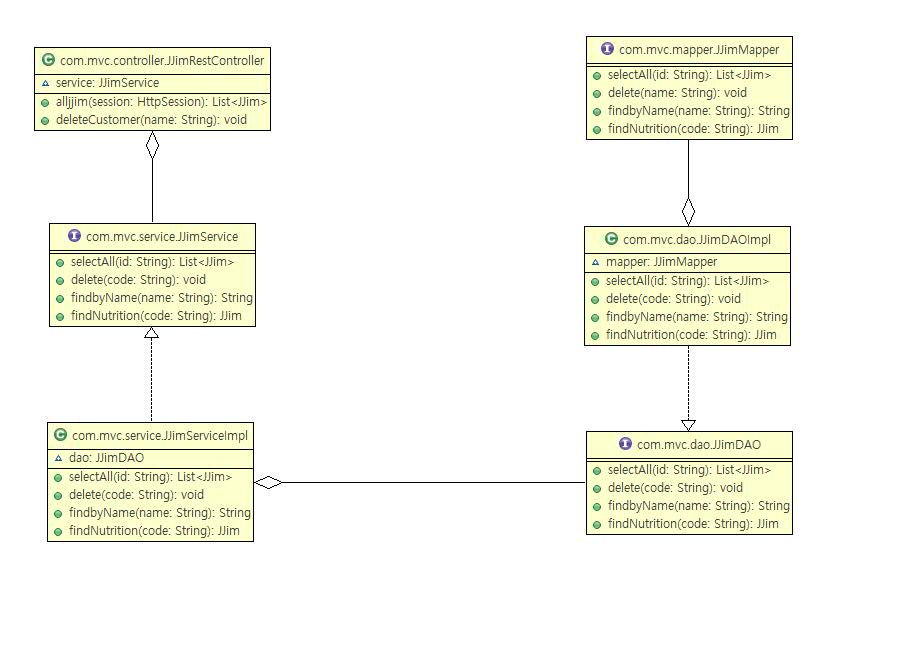 com.mvc.controller.JJimRestController
service: JJimService
alljjim(session: HttpSession): List<JJim>
deleteCustomer(name: String): void
com.mvc.service.JJimService
selectAll(id: String): List<JJim>
delete(code: String): void
findbyName(name: String): String
findNutrition(code: String): JJim
com.mvc.service.JJimServiceImpl
dao: JJimDAO
selectAll(id: String): List<JJim>
delete(code: String): void
findbyName(name: String): String
findNutrition(code: String): JJim
com.mvc.mapper.JJimMapper
selectAll(id: String): List<JJim>
delete(name: String): void
findbyName(name: String): String
findNutrition(code: String): JJim
com.mvc.dao.JJimDAOImpl
mapper: JJimMapper
selectAll(id: String): List<JJim>
delete(code: String): void
findbyName(name: String): String
findNutrition(code: String): JJim
com.mvc.dao.JJimDAO
selectAll(id: String): List<JJim>
delete(code: String): void
findbyName(name: String): String
findNutrition(code: String): JJim